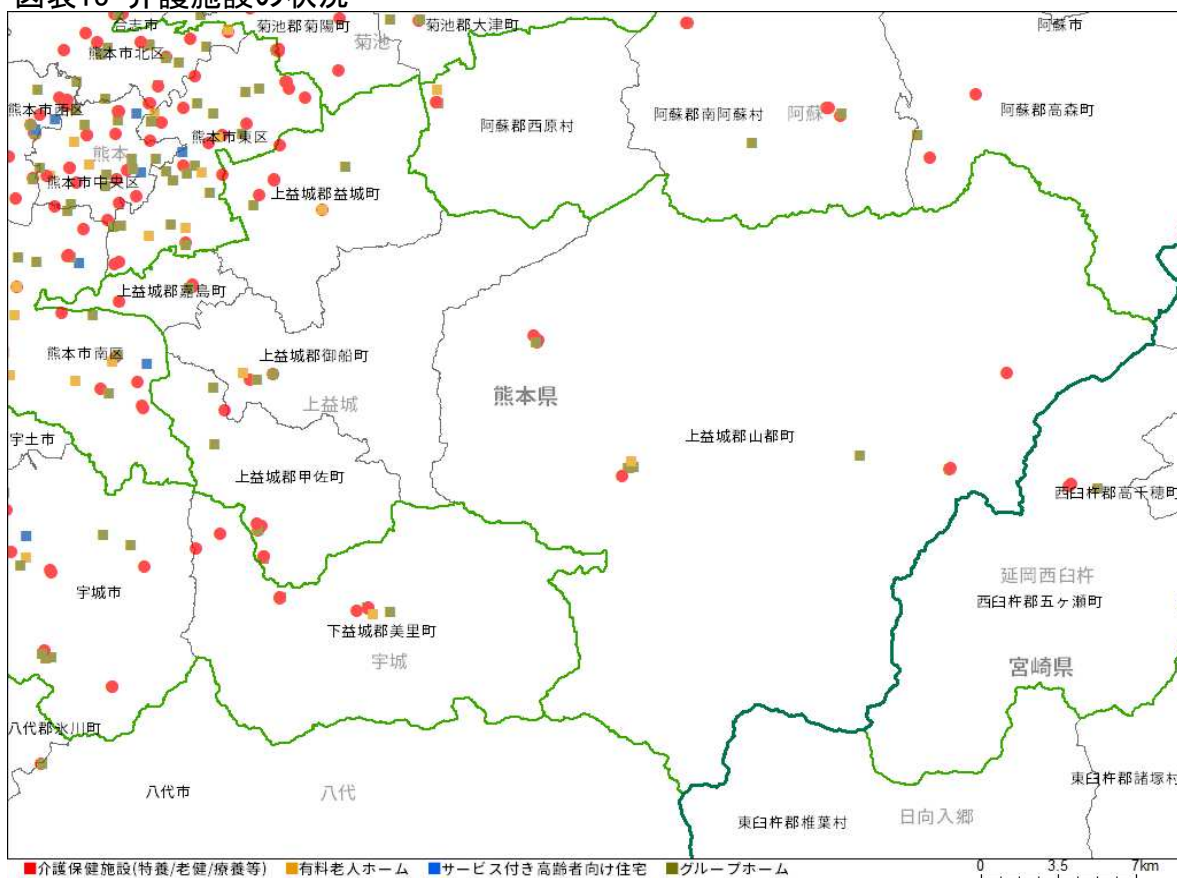 図表10 介護施設の状況
合志市
菊池郡菊陽町
菊池
菊池郡大津町
阿蘇市
熊本市北区
熊本市西区
熊本市東区
熊本
熊本市中央区
阿蘇郡西原村
阿蘇郡南阿蘇村
阿蘇
阿蘇郡高森町
上益城郡益城町
上益城郡嘉島町
熊本市南区
上益城郡御船町
上益城
熊本県
上益城郡山都町
宇土市
上益城郡甲佐町
西臼杵郡高千穂町
宇城市
延岡西臼杵
西臼杵郡五ヶ瀬町
下益城郡美里町
宇城
宮崎県
八代郡氷川町
八代市
八代
東臼杵郡諸塚村
日向入郷
東臼杵郡椎葉村
介護保健施設(特養/老健/療養等) 有料老人ホーム サービス付き高齢者向け住宅 グループホーム
0 3.5 7km